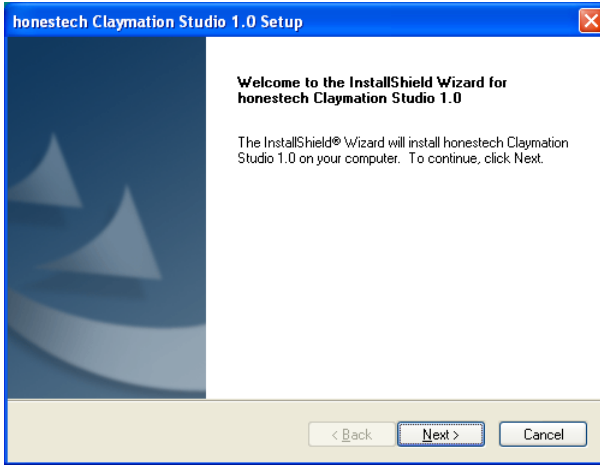 honestech Claymation Studio 1.0 Setup
Welcome to the InstallShield Wizard for
honestech Claymation Studio 1.0
The InstallShield® Wizard will install honestech Claymation
Studio 1.0 on your computer. To continue, click Next.
< Back
Next >
Cancel